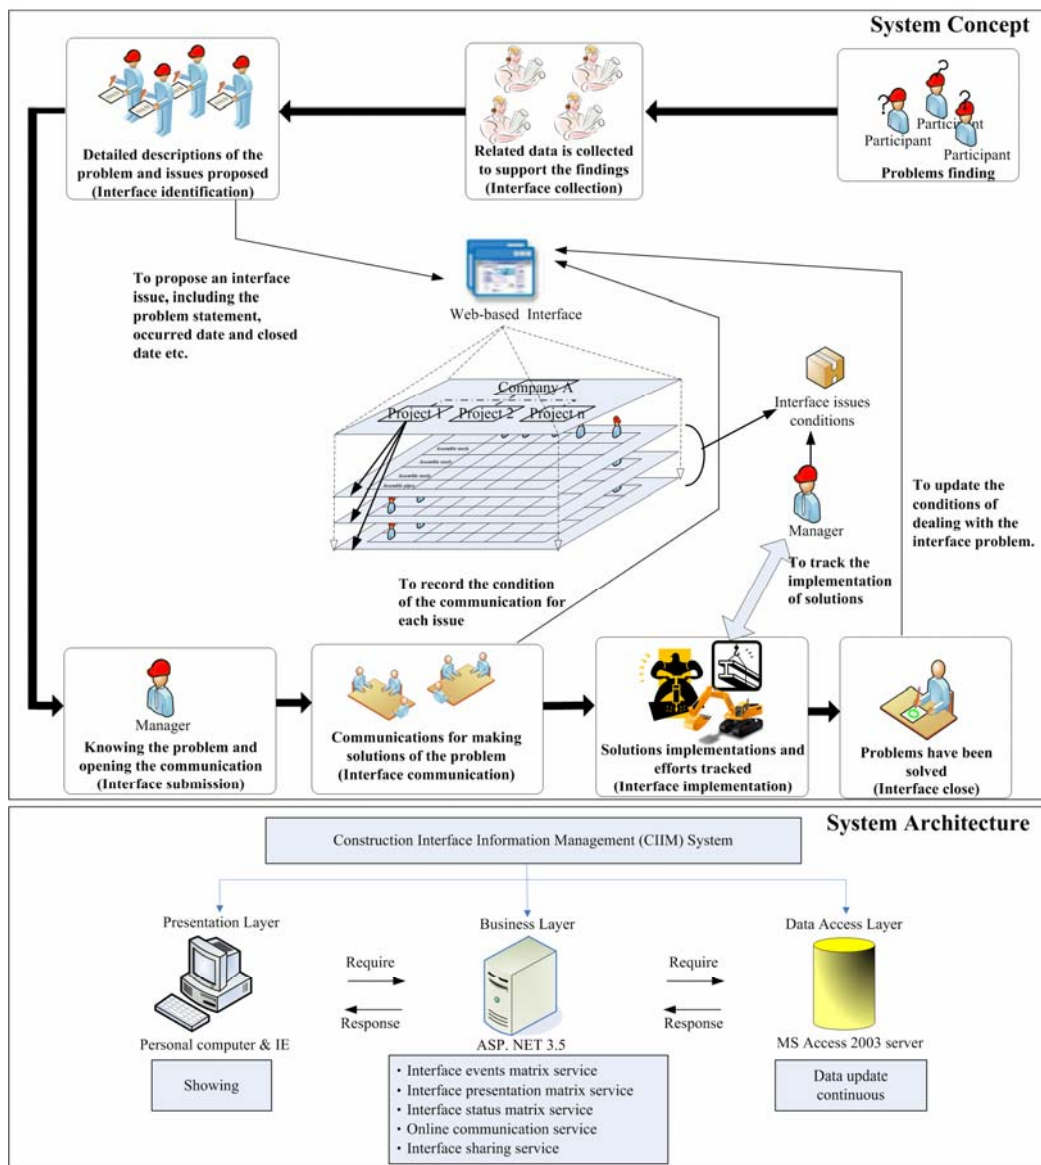 System Concept
?
?
?
Participant
Participant
Participant
Problems finding
Related data is collected
to support the findings
(Interface collection)
Detailed descriptions of the
problem and issues proposed
(Interface identification)
To propose an interface
issue, including the
problem statement,
occurred date and closed
date etc.
Web-based Interface
Company A
Project 1
Project 2
Project n
Interface issues
conditions
Manager
To track the
implementation
of solutions
To update the
conditions of
dealing with the
interface problem.
To record the condition
of the communication for
each issue
Manager
Knowing the problem and
opening the communication
(Interface submission)
Communications for making
solutions of the problem
(Interface communication)
Solutions implementations and
efforts tracked
(Interface implementation)
Problems have been
solved
(Interface close)
System Architecture
Construction Interface Information Management (CIIM) System
Presentation Layer
Business Layer
Data Access Layer
Require
Response
Require
Response
Personal computer & IE
ASP. NET 3.5
MS Access 2003 server
Showing
· Interface events matrix service
· Interface presentation matrix service
· Interface status matrix service
· Online communication service
· Interface sharing service
Data update
continuous